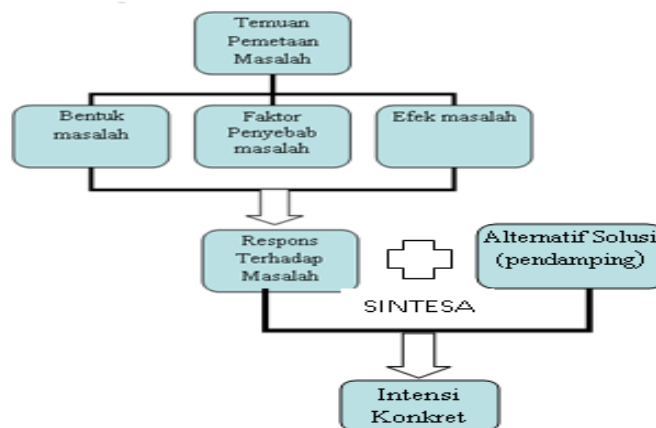 Temuan
Pemetaan
Masalah
Bentuk
masalah
Faktor
Penyebab
masalah
Efek masalah
Respons
Terhadap
Masalah
Alternatif Solusi
(pendamping)
SINTESA
Intensi
Konkret